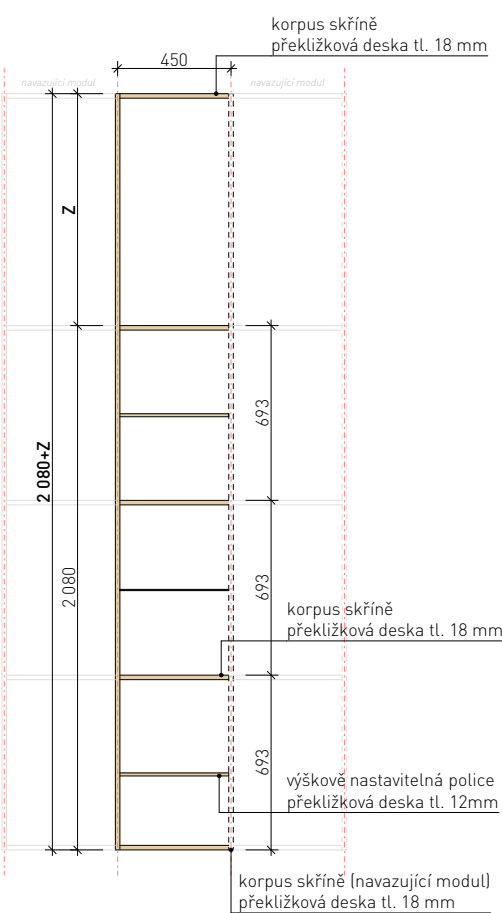 korpus skříně
překližková deska tl. 18 mm
450
navazující modul
navazující modul
Z
693
2 080+Z
2 080
693
korpus skříně
překližková deska tl. 18 mm
693
výškově nastavitelná police
překližková deska tl. 12mm
korpus skříně (navazující modul)
překližková deska tl. 18 mm